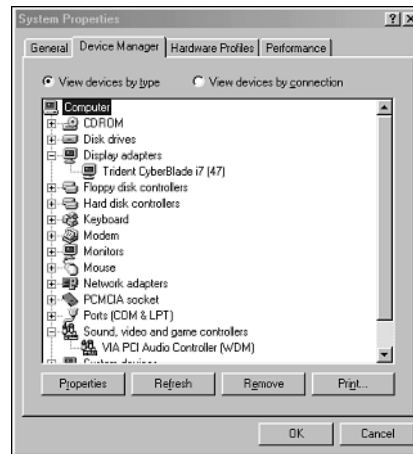 System Properties
General Device Manager Hardware Profiles Performance
View devices by type View devices by connection
Computer
CDROM
Disk drives
Display adapters
Trident CyberBlade i7 (47)
Floppy disk controllers
Hard disk controllers
Keyboard
Modem
Monitors
Mouse
Network adapters
PCMCIA socket
Ports (COM & LPT)
Sound, video and game controllers
VIA PCI Audio Controller (WDM)
System devices
Properties Refresh Remove Print...
OK Cancel